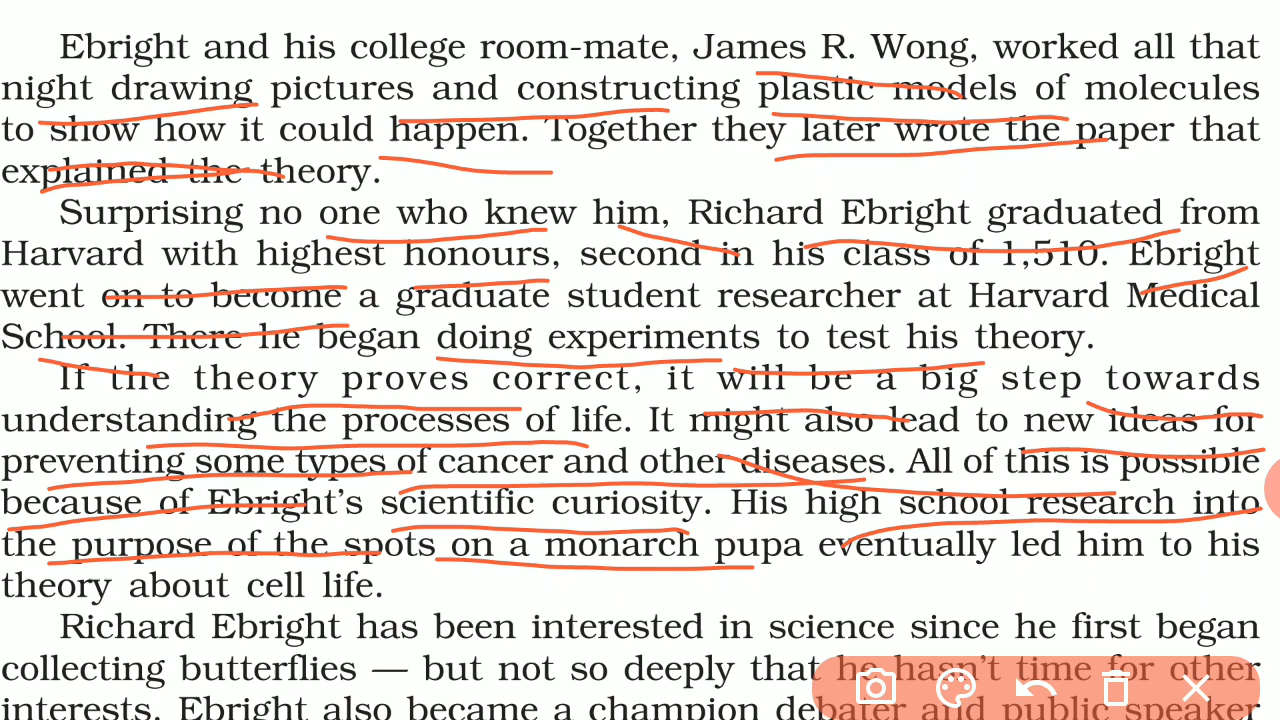 Ebright and his college room-mate, James R. Wong, worked all that
night drawing pictures and constructing plastic models of molecules
to show how it could happen. Together they later wrote the paper that
explained the theory.
Surprising no one who knew him, Richard Ebright graduated from
Harvard with highest honours, second in his class of 1,510. Ebright
went on to become a graduate student researcher at Harvard Medical
School. There he began doing experiments to test his theory.
If the theory proves correct, it will be a big step towards
understanding the processes of life. It might also lead to new ideas for
preventing some types of cancer and other diseases. All of this is possible
because of Ebright’s scientific curiosity. His high school research into
the purpose of the spots on a monarch pupa eventually led him to his
theory about cell life.
Richard Ebright has been interested in science since he first began
collecting butterflies — but not so deeply that he hasn’t time for other
interests. Ebright also became a champion debater and public speaker